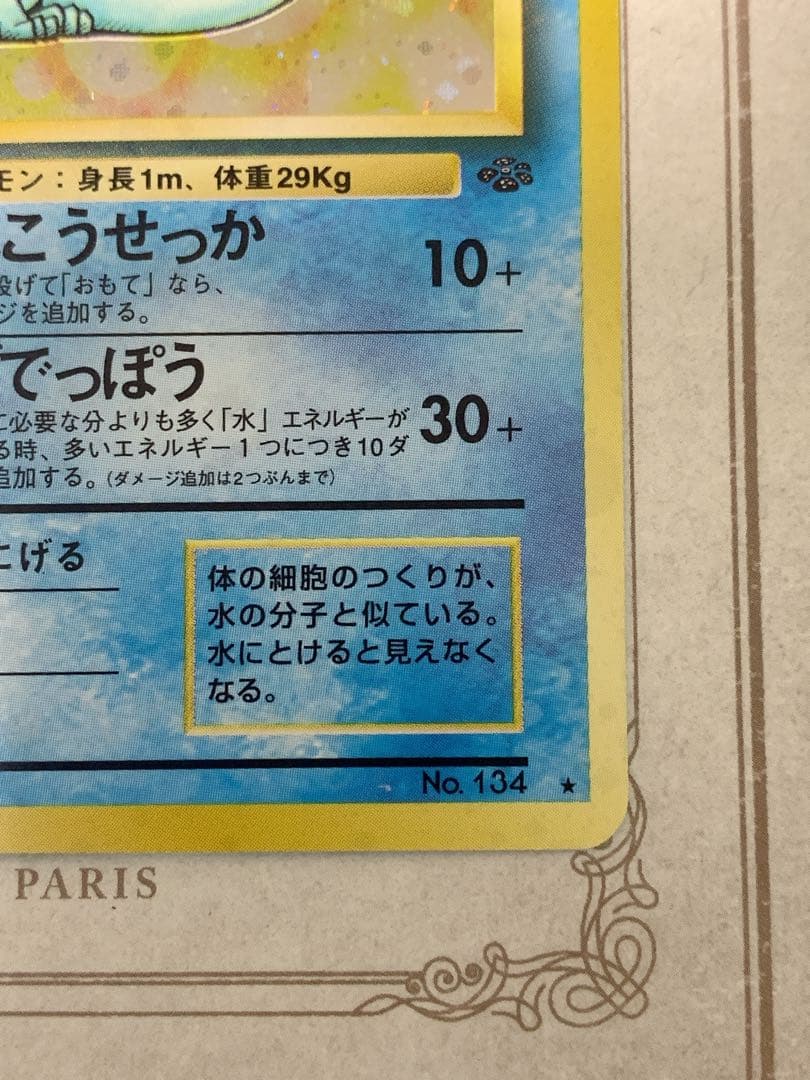 モン：身長1m、体重29Kg
こうせっか 10+
投げて「おもて」なら、
ジを追加する。
でっぽう
に必要な分よりも多く「水」エネルギーが 30+
る時、多いエネルギー1つにつき10ダ
追加する。(ダメージ追加は2つぶんまで)
にげる
体の細胞のつくりが、
水の分子と似ている。
水にとけると見えなく
なる。
No. 134 ★
PARIS